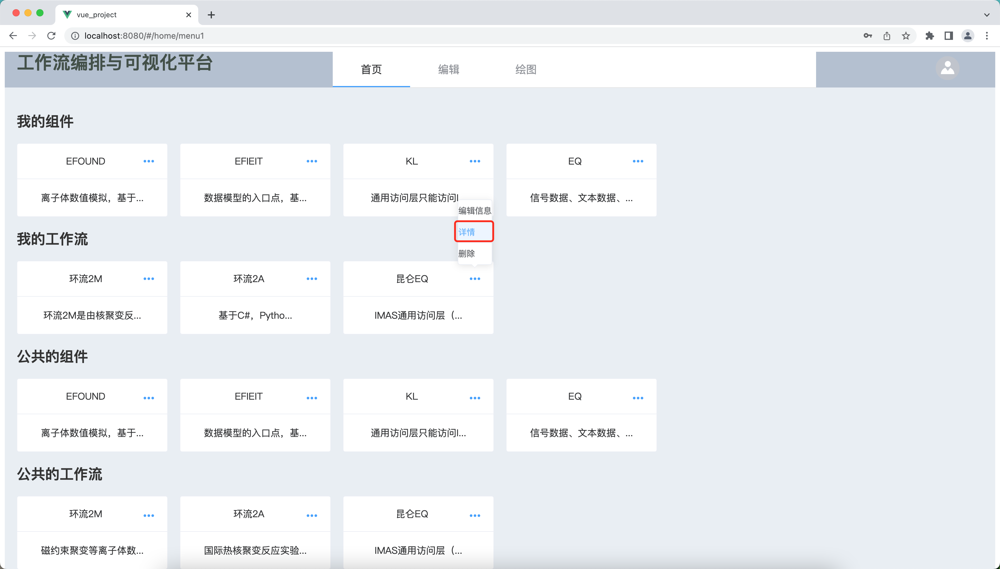 vue_project
localhost:8080/#/home/menu1
工作流编排与可视化平台
首页 编辑 绘图
我的组件
EFOUND EFIEIT KL EQ
离子体数值模拟，基于... 数据模型的入口点，基... 通用访问层只能访问I 信号数据、文本数据、...
编辑信息
详情
删除
我的工作流
环流2M 环流2A 昆仑EQ
环流2M是由核聚变反... 基于C#，Pytho... IMAS通用访问层（...
公共的组件
EFOUND EFIEIT KL EQ
离子体数值模拟，基于... 数据模型的入口点，基... 通用访问层只能访问I... 信号数据、文本数据、...
公共的工作流
环流2M 环流2A 昆仑EQ
磁约束聚变等离子体数... 国际热核聚变反应实验... IMAS通用访问层（...